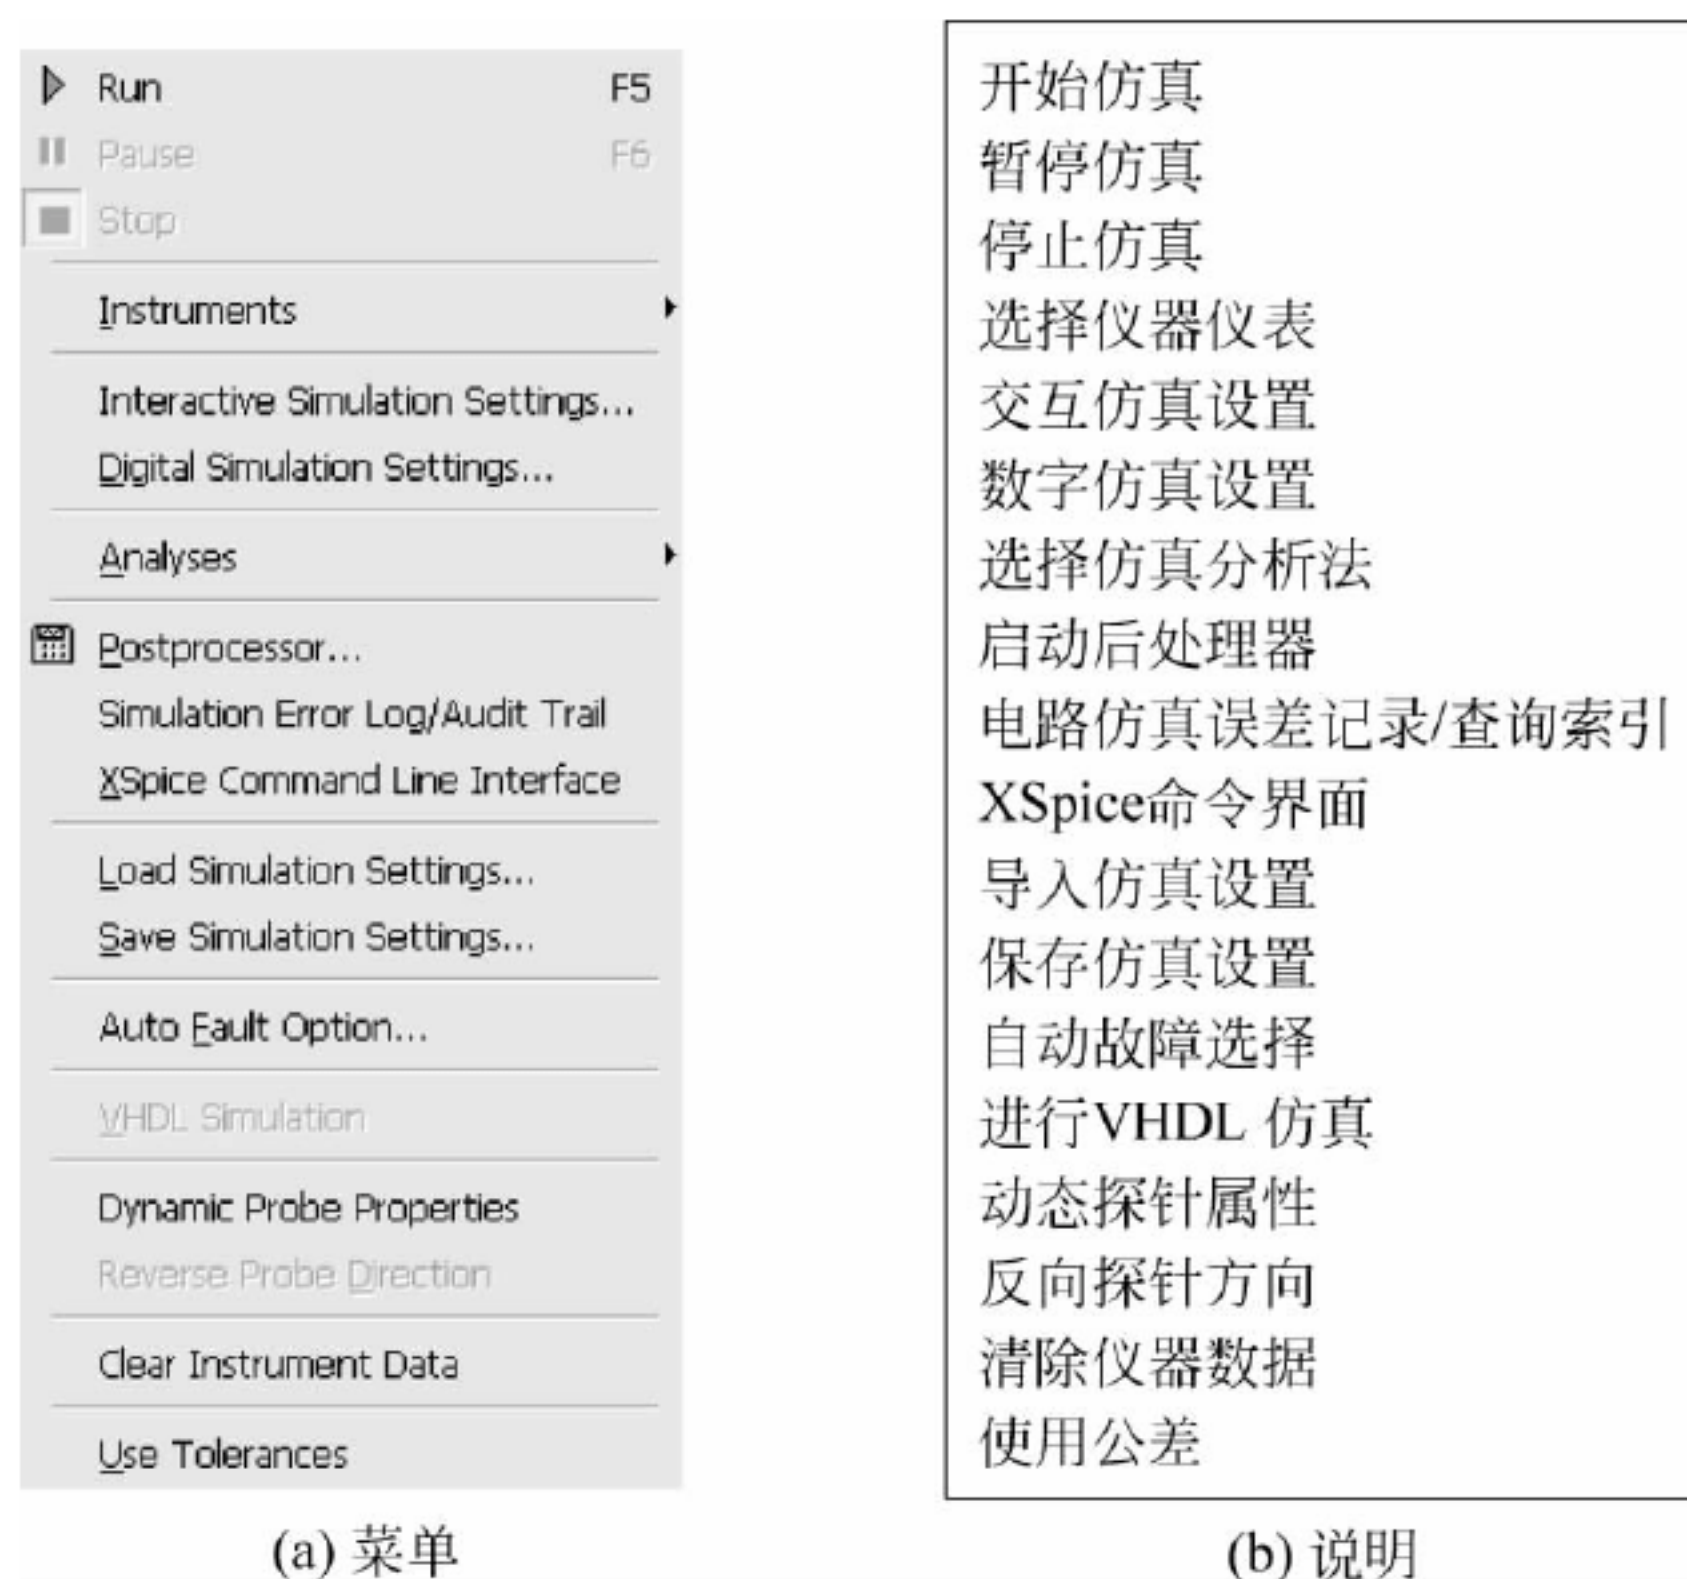 Run F5
Pause F6
Stop
Instruments
Interactive Simulation Settings...
Digital Simulation Settings...
Analyses
Postprocessor...
Simulation Error Log/Audit Trail
XSpice Command Line Interface
Load Simulation Settings...
Save Simulation Settings...
Auto Fault Option...
VHDL Simulation
Dynamic Probe Properties
Reverse Probe Direction
Clear Instrument Data
Use Tolerances
(a) 菜单
开始仿真
暂停仿真
停止仿真
选择仪器仪表
交互仿真设置
数字仿真设置
选择仿真分析法
启动后处理器
电路仿真误差记录/查询索引
XSpice命令界面
导入仿真设置
保存仿真设置
自动故障选择
进行VHDL 仿真
动态探针属性
反向探针方向
清除仪器数据
使用公差
(b) 说明